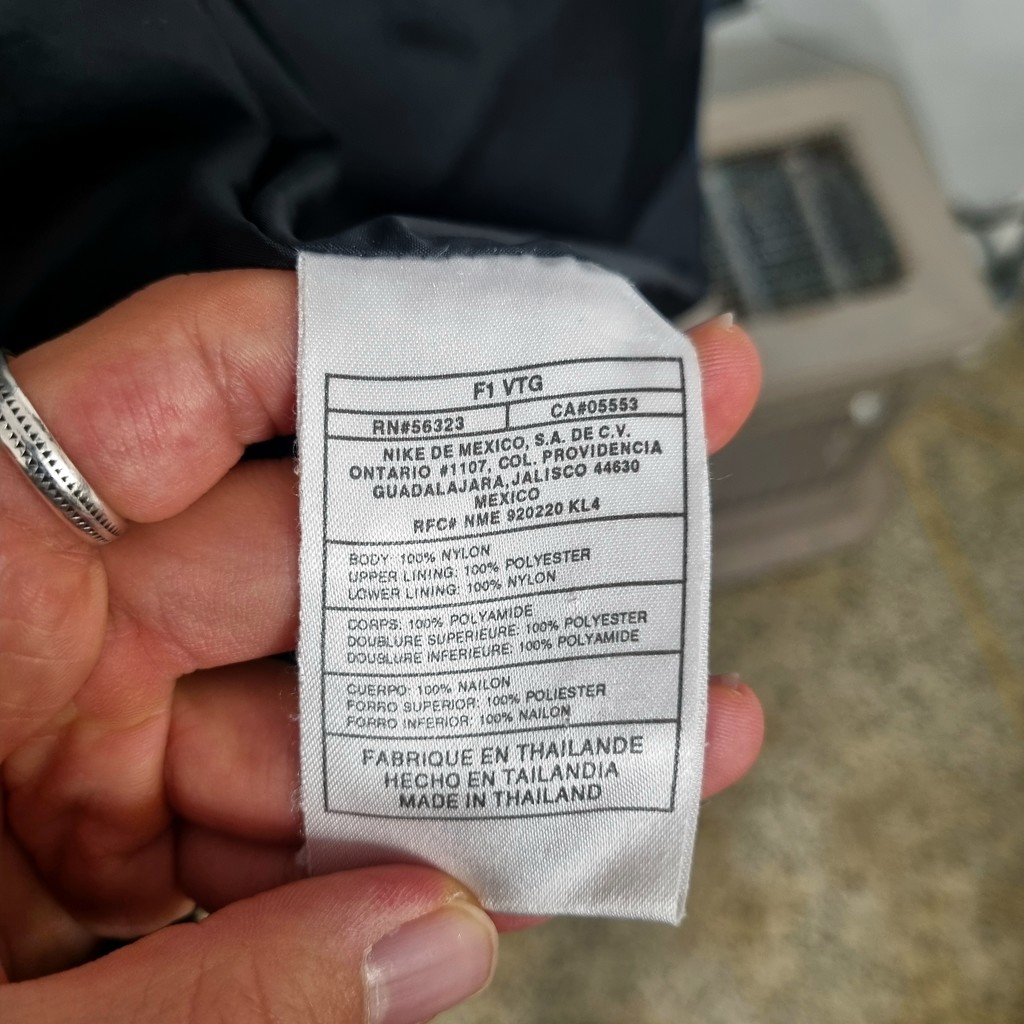 F1 VTG
RN#56323 CA#05553
NIKE DE MEXICO, S.A. DE C.V.
ONTARIO #1107, COL. PROVIDENCIA
GUADALAJARA, JALISCO 44630
MEXICO
RFC# NME 920220 KL4
BODY: 100% NYLON
UPPER LINING: 100% POLYESTER
LOWER LINING: 100% NYLON
CORPS: 100% POLYAMIDE
DOUBLURE SUPERIEURE: 100% POLYESTER
DOUBLURE INFERIEURE: 100% POLYAMIDE
CUERPO: 100% NAILON
FORRO SUPERIOR: 100% POLIESTER
FORRO INFERIOR: 100% NAILON
FABRIQUE EN THAILANDE
HECHO EN TAILANDIA
MADE IN THAILAND